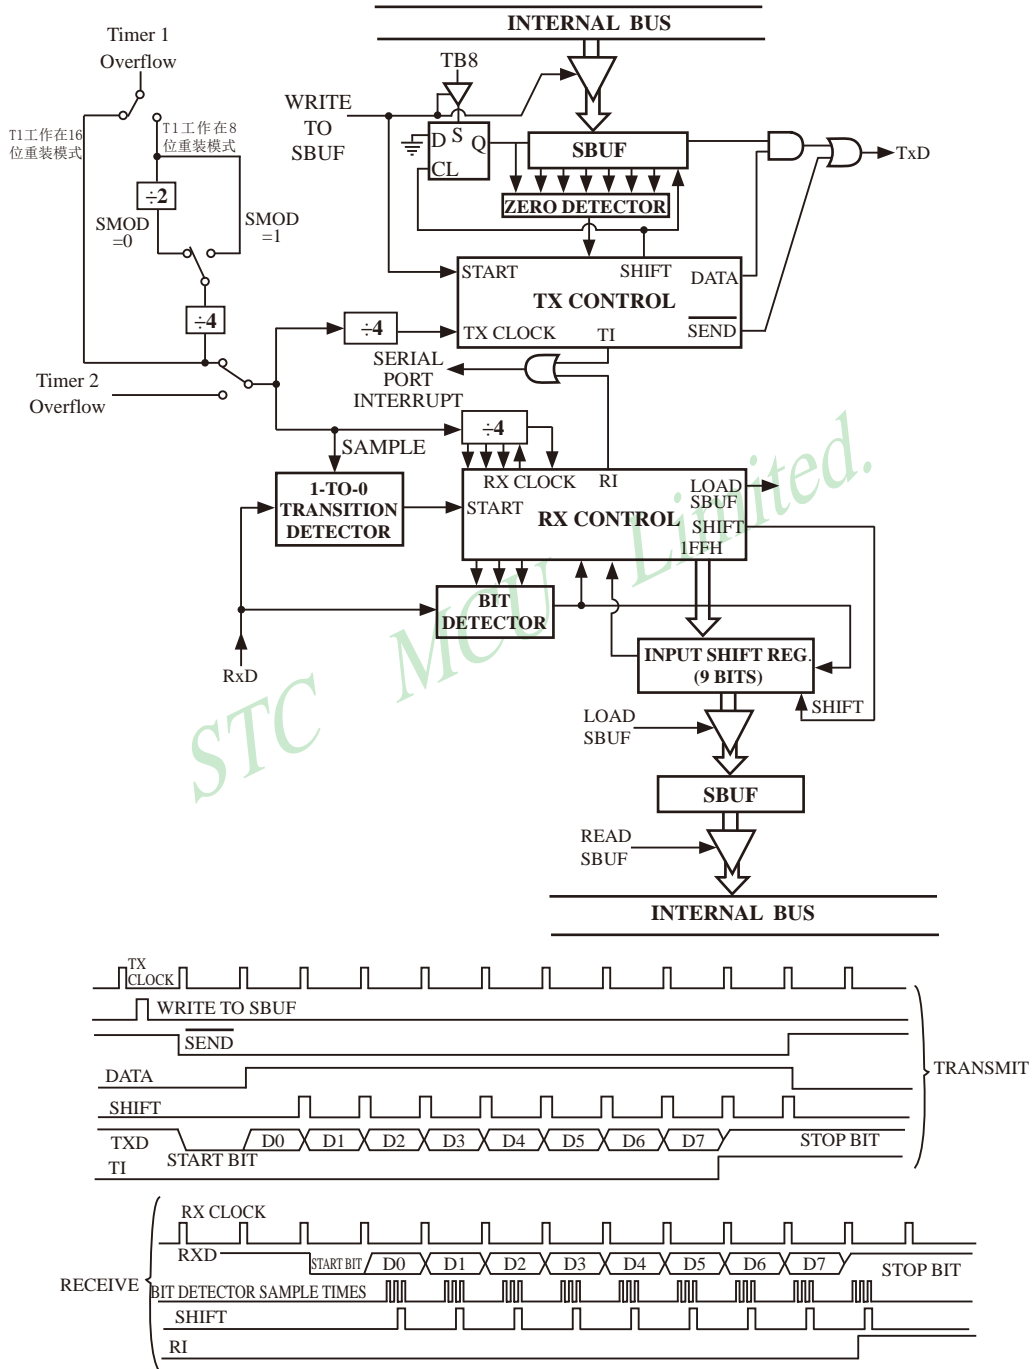 INTERNAL BUS
Timer 1
Overflow
TB8
WRITE
TO
SBUF
T1工作在16
位重装模式
T1工作在8
位重装模式
D S Q
CL
SBUF
TxD
÷2
ZERO DETECTOR
SMOD
=0
SMOD
=1
START
SHIFT
DATA
TX CONTROL
÷4
÷4
TX CLOCK
TI
SEND
SERIAL
PORT
INTERRUPT
Timer 2
Overflow
÷4
SAMPLE
RX CLOCK
RI
LOAD
SBUF
1-TO-0
TRANSITION
DETECTOR
START
RX CONTROL
SHIFT
1FFH
BIT
DETECTOR
RxD
INPUT SHIFT REG.
(9 BITS)
SHIFT
LOAD
SBUF
SBUF
READ
SBUF
INTERNAL BUS
STC MCU Limited.
TX
CLOCK
WRITE TO SBUF
SEND
DATA
SHIFT
TXD
START BIT
D0 D1 D2 D3 D4 D5 D6 D7
STOP BIT
TI
TRANSMIT
RX CLOCK
RXD
START BIT
D0 D1 D2 D3 D4 D5 D6 D7
STOP BIT
RECEIVE
BIT DETECTOR SAMPLE TIMES
SHIFT
RI